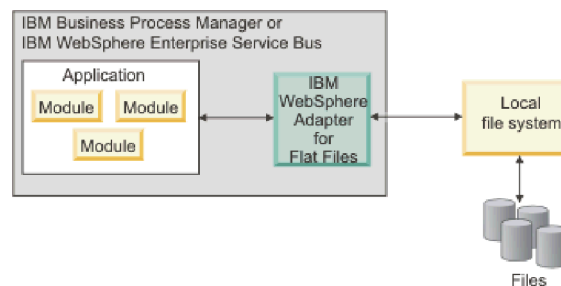 IBM Business Process Manager or
IBM WebSphere Enterprise Service Bus
Application
Module
Module
Module
IBM
WebSphere
Adapter
for
Flat Files
Local
file system
Files